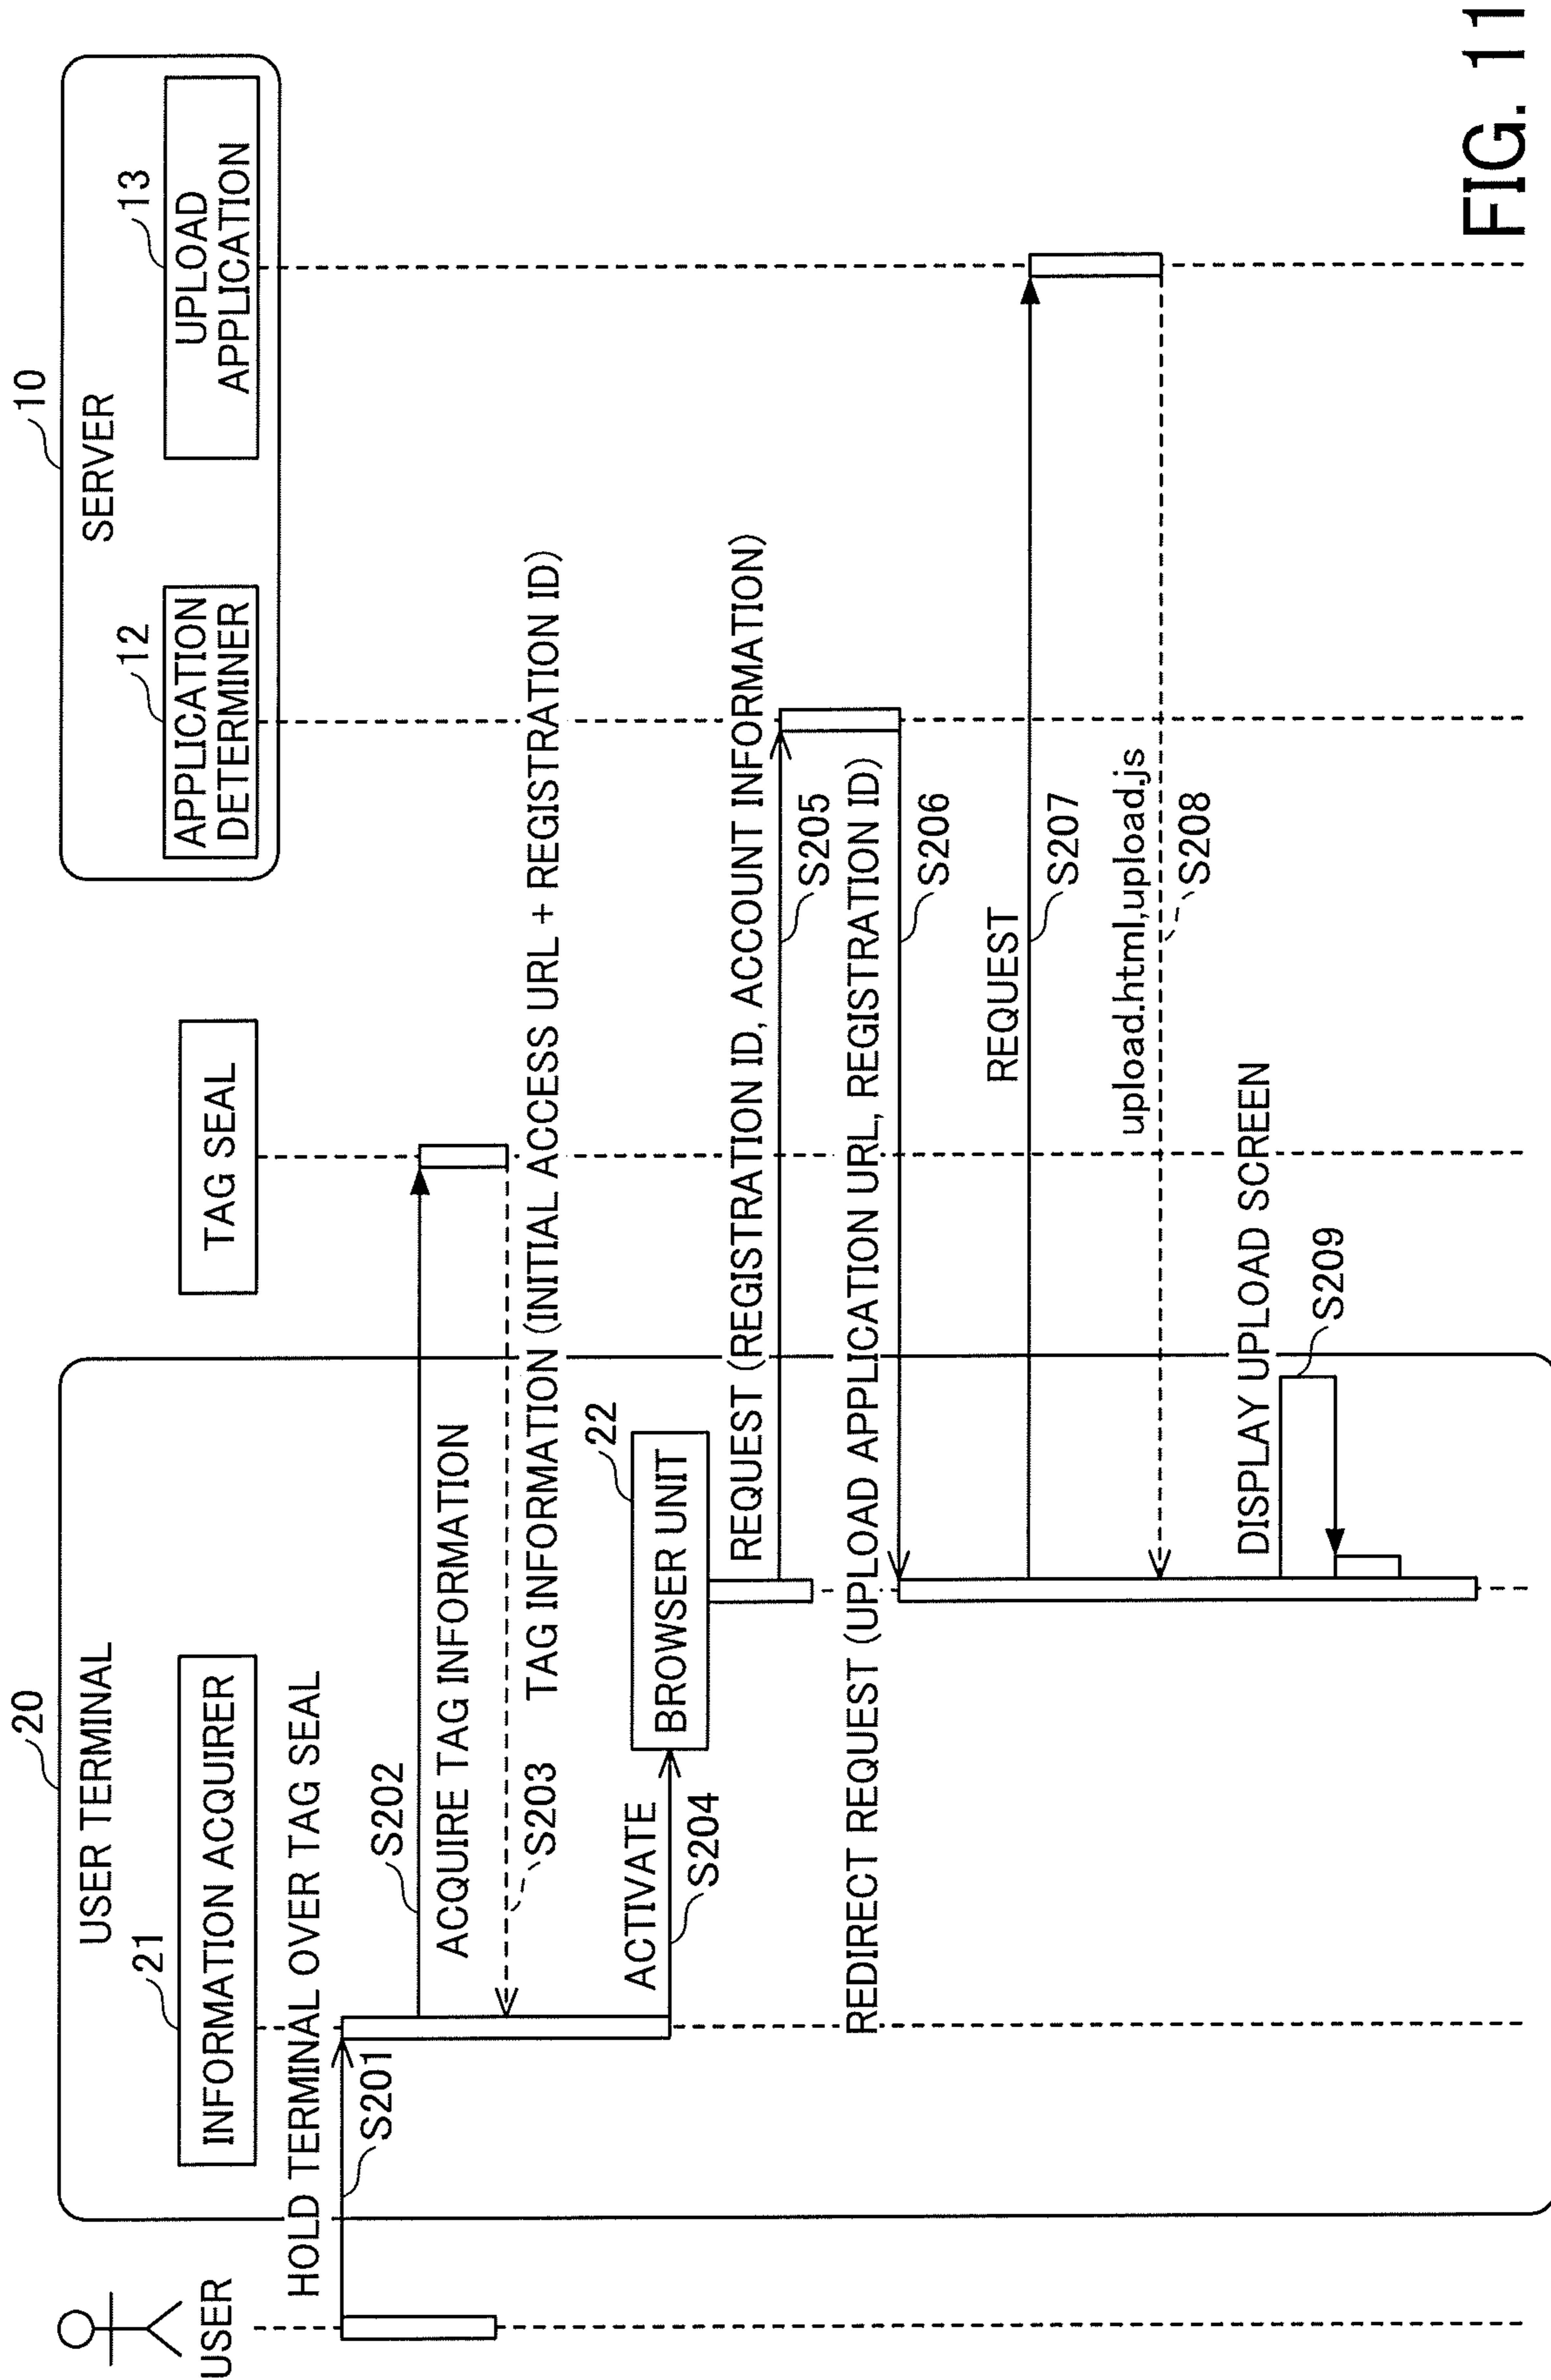 USER
20
USER TERMINAL
21
INFORMATION ACQUIRER
TAG SEAL
10
SERVER
12
APPLICATION
DETERMINER
13
UPLOAD
APPLICATION
HOLD TERMINAL OVER TAG SEAL
S201
S202
ACQUIRE TAG INFORMATION
S203
TAG INFORMATION (INITIAL ACCESS URL + REGISTRATION ID)
ACTIVATE
S204
22
BROWSER UNIT
REQUEST (REGISTRATION ID, ACCOUNT INFORMATION)
S205
REDIRECT REQUEST (UPLOAD APPLICATION URL, REGISTRATION ID)
S206
REQUEST
S207
upload.html,upload.js
S208
DISPLAY UPLOAD SCREEN
S209
FIG. 11